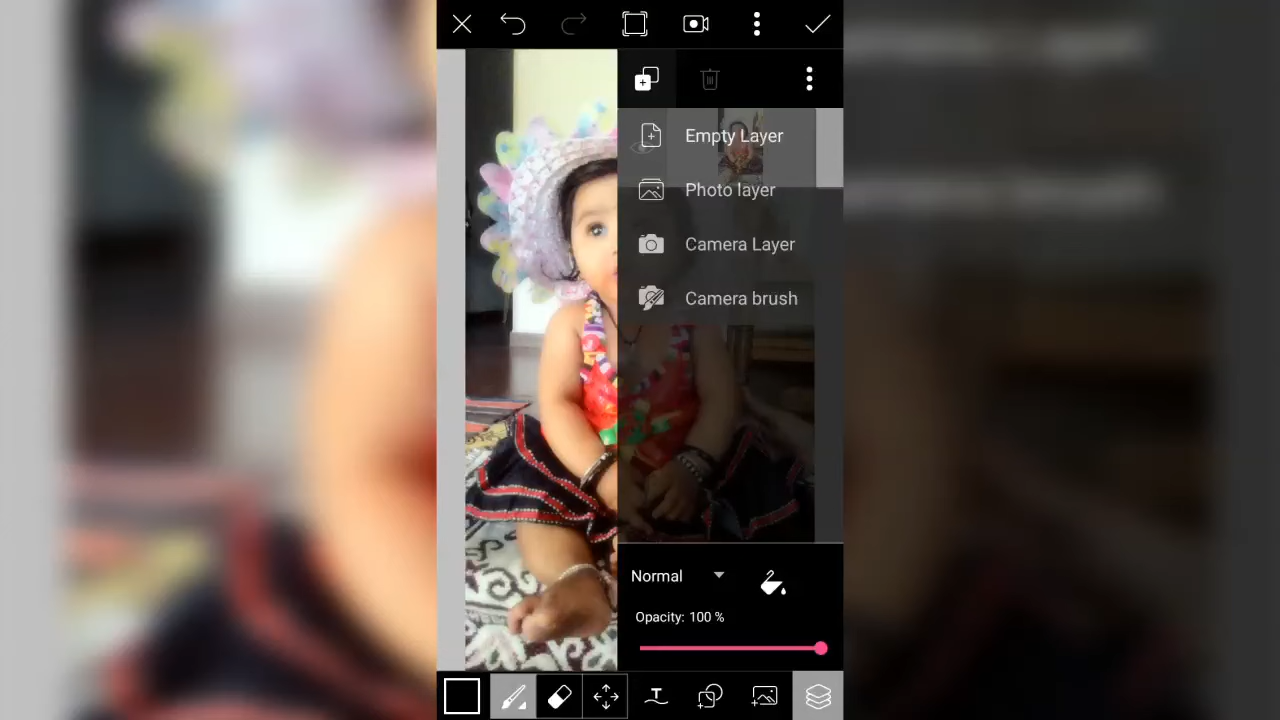 Empty Layer
Photo layer
Camera Layer
Camera brush
Normal
Opacity: 100 %